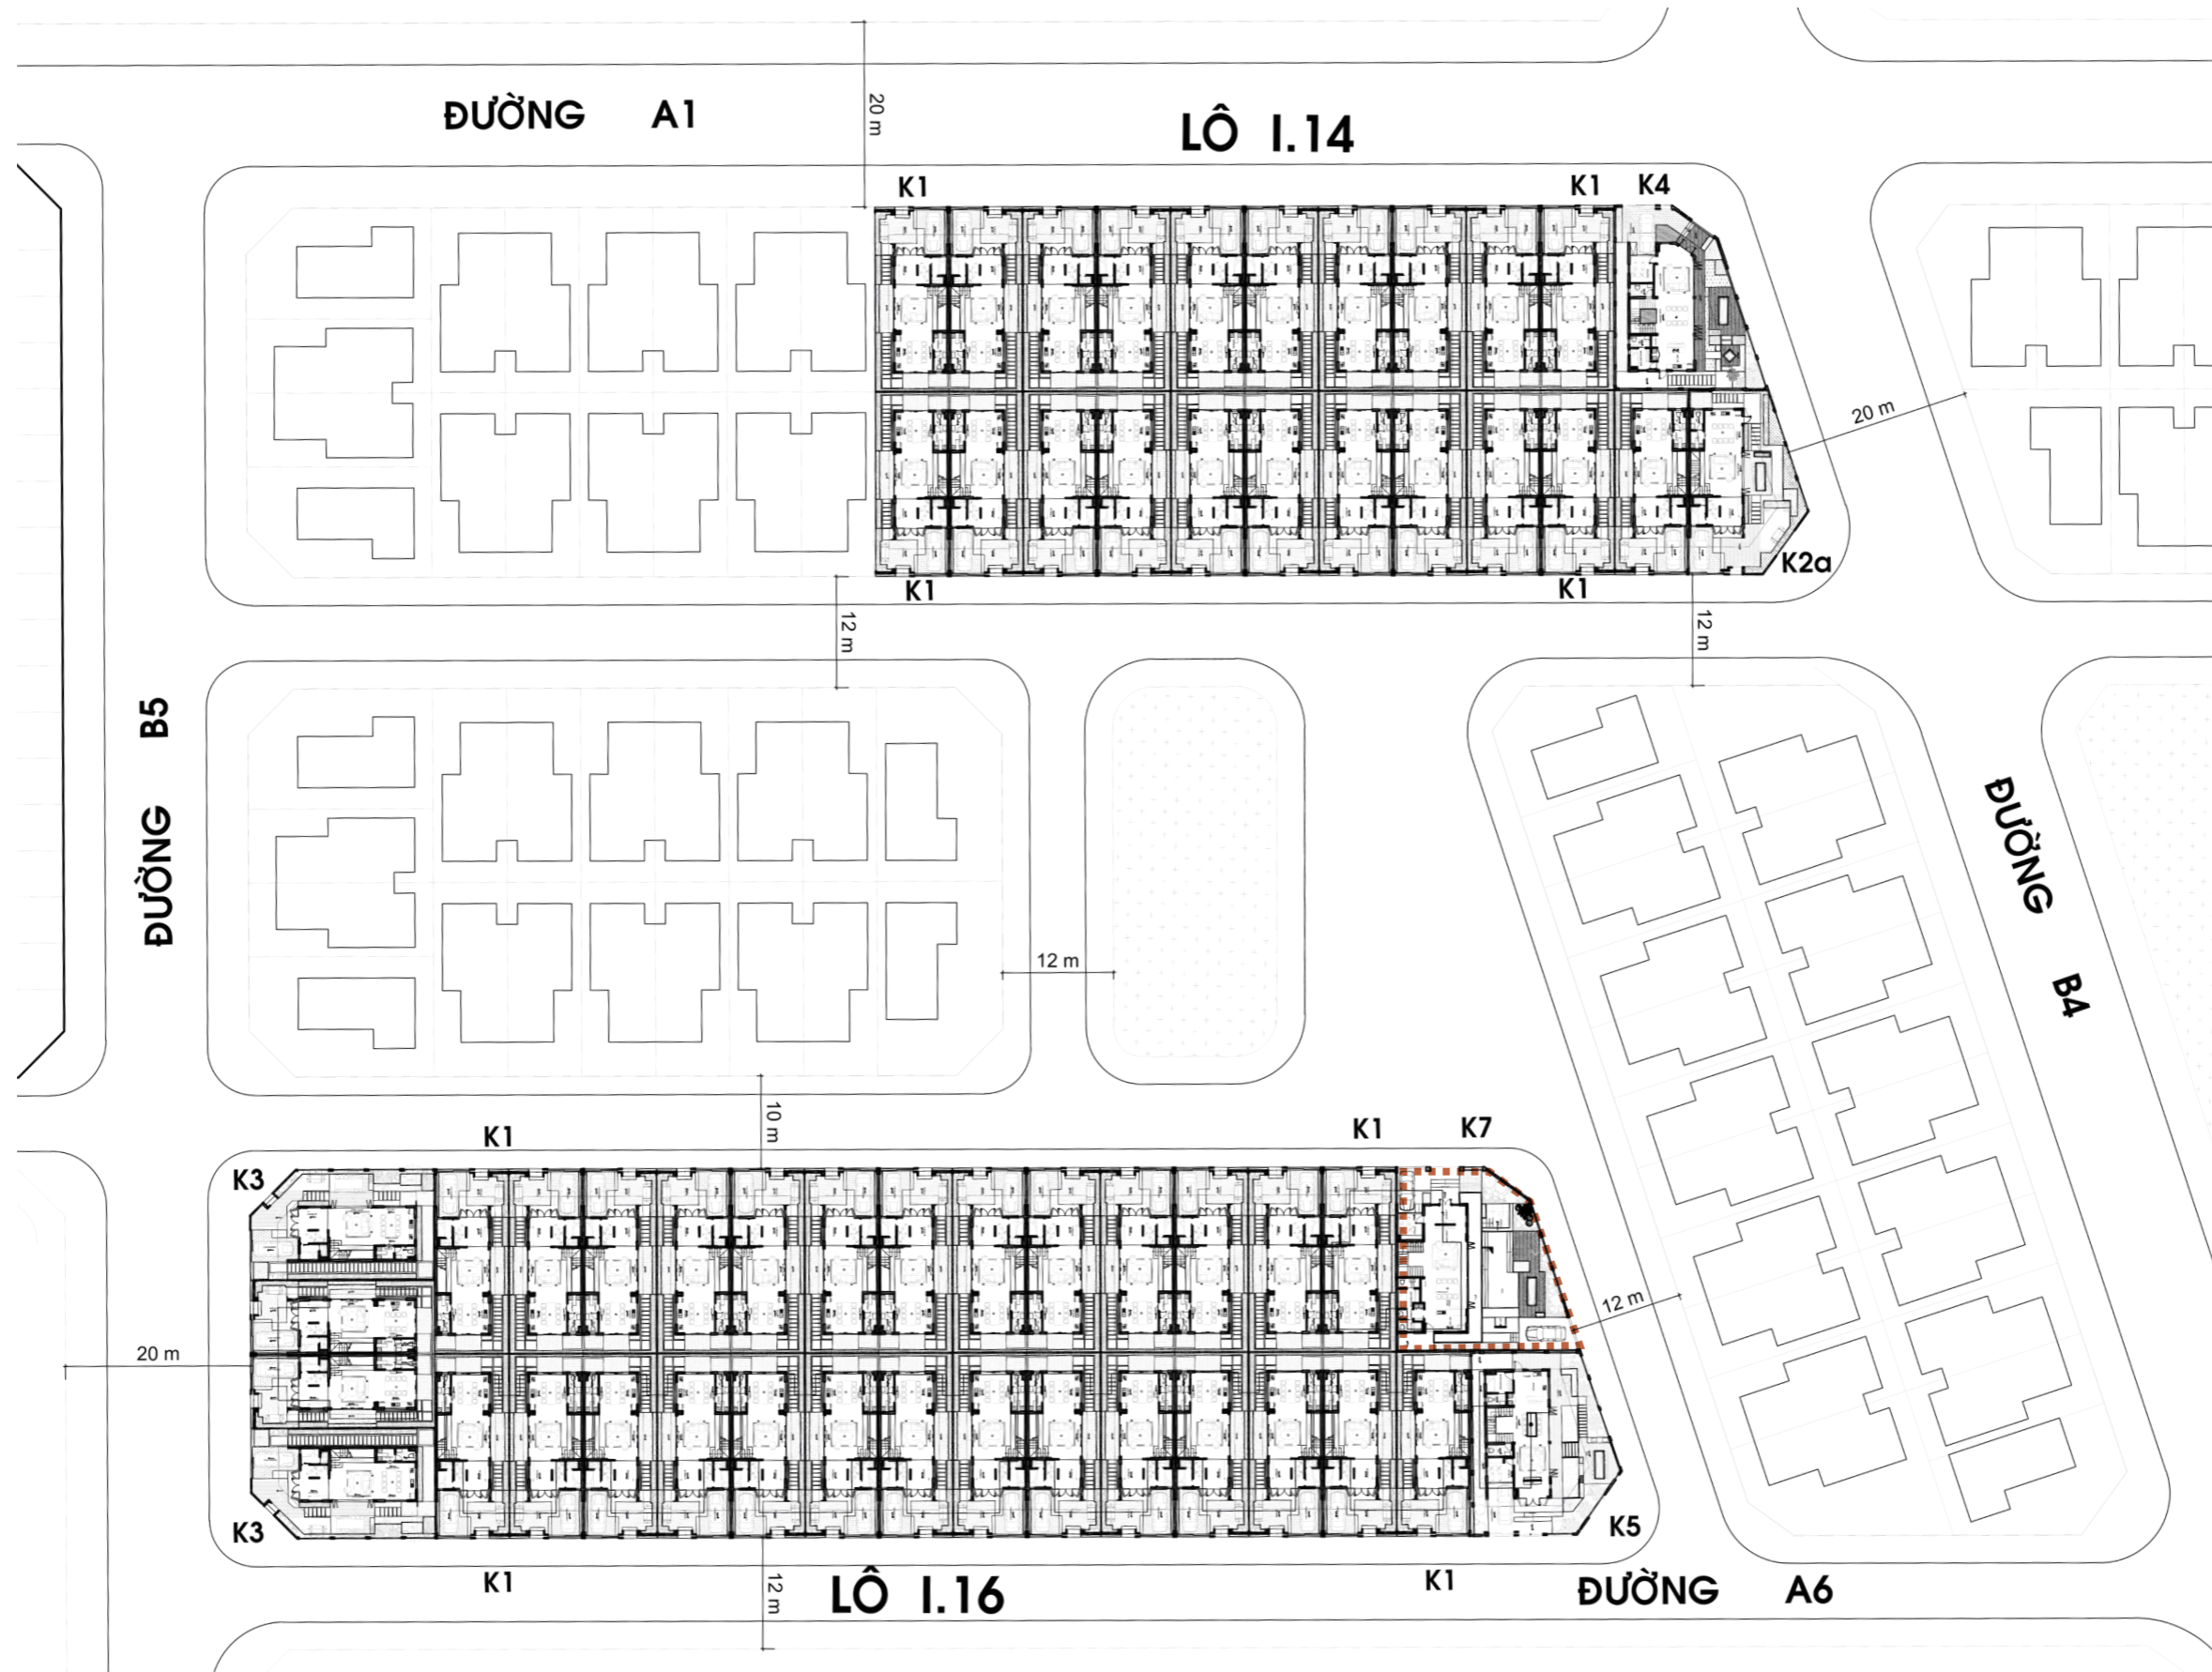 20 m
ĐƯỜNG A1
LÔ I.14
K1
K1
K4
20 m
K2a
K1
K1
12 m
12 m
ĐƯỜNG B5
ĐƯỜNG B4
12 m
10 m
K1
K1
K7
K3
12 m
20 m
K5
K3
K1
12 m
LÔ I.16
K1
ĐƯỜNG A6